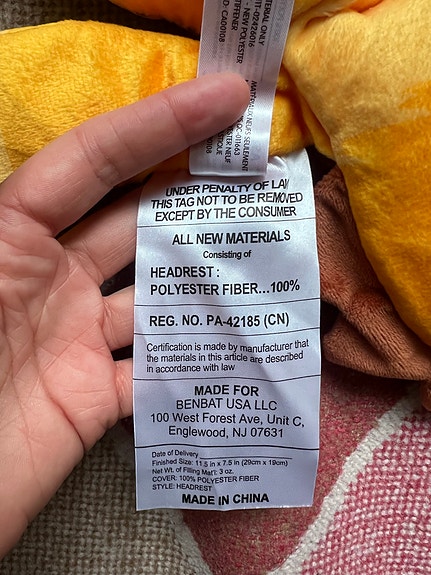 UNDER PENALTY OF LAW
THIS TAG NOT TO BE REMOVED
EXCEPT BY THE CONSUMER
ALL NEW MATERIALS
Consisting of
HEADREST :
POLYESTER FIBER...100%
REG. NO. PA-42185 (CN)
Certification is made by manufacturer that
the materials in this article are described
in accordance with law
MADE FOR
BENBAT USA LLC
100 West Forest Ave, Unit C,
Englewood, NJ 07631
Date of Delivery
Finished Size: 11.5 in x 7.5 in (29cm x 19cm)
Net Wt. of Filling Mat'l: 3 oz.
COVER: 100% POLYESTER FIBER
STYLE: HEADREST
MADE IN CHINA
NEW POLYESTER
CA00108